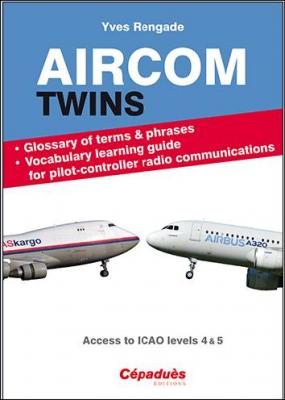 Yves Rengade
AIRCOM
TWINS
• Glossary of terms & phrases
• Vocabulary learning guide
for pilot-controller radio communications
ASkargo
AIRBUS A320
Access to ICAO levels 4 & 5
Cépaduès
EDITIONS